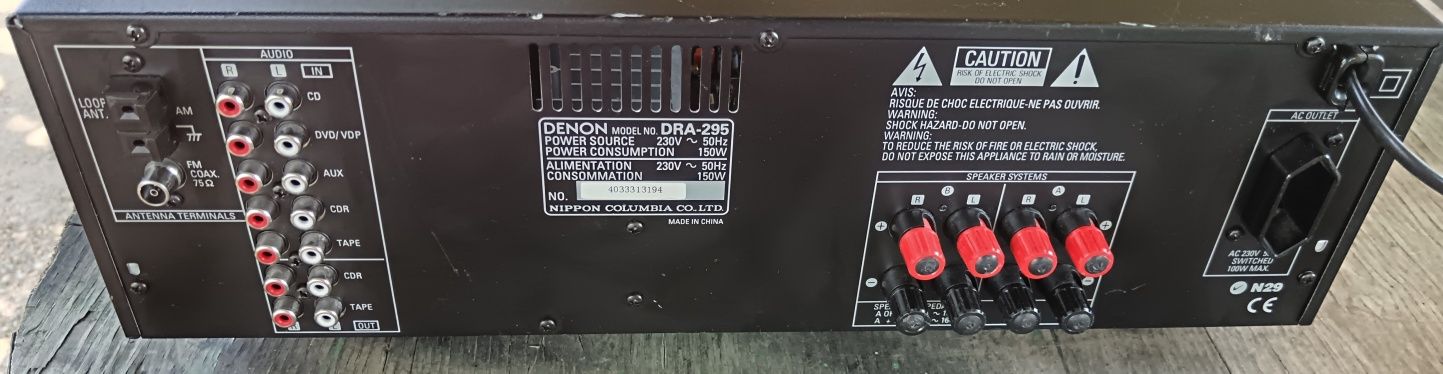 AUDIO
R L IN
LOOP
ANT.
AM
CD
DVD/VDP
FM
COAX.
75Ω
AUX
CDR
ANTENNA TERMINALS
TAPE
CDR
TAPE
OUT
DENON MODEL NO. DRA-295
POWER SOURCE 230V ~ 50Hz
POWER CONSUMPTION 150W
ALIMENTATION 230V ~ 50Hz
CONSOMMATION 150W
NO. 4033313194
NIPPON COLUMBIA CO., LTD.
MADE IN CHINA
CAUTION
RISK OF ELECTRIC SHOCK
DO NOT OPEN
AVIS:
RISQUE DE CHOC ELECTRIQUE-NE PAS OUVRIR.
WARNING:
SHOCK HAZARD-DO NOT OPEN.
WARNING:
TO REDUCE THE RISK OF FIRE OR ELECTRIC SHOCK,
DO NOT EXPOSE THIS APPLIANCE TO RAIN OR MOISTURE.
SPEAKER SYSTEMS
B A
R L R L
+ +
− −
AC OUTLET
AC 230V
SWITCHED
100W MAX.
N29
CE